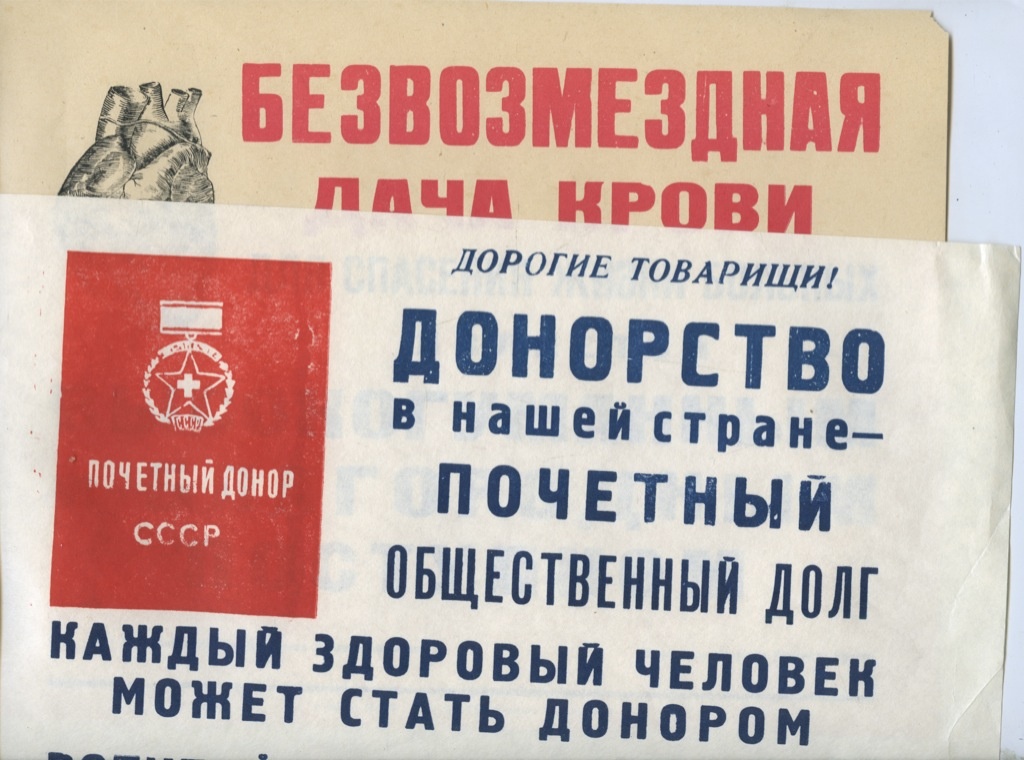 БЕЗВОЗМЕЗДНАЯ
ДАЧА КРОВИ
ДОРОГИЕ ТОВАРИЩИ!
ДОНОРСТВО
в нашей стране—
ПОЧЕТНЫЙ
ОБЩЕСТВЕННЫЙ ДОЛГ
ПОЧЕТНЫЙ ДОНОР
СССР
КАЖДЫЙ ЗДОРОВЫЙ ЧЕЛОВЕК
МОЖЕТ СТАТЬ ДОНОРОМ